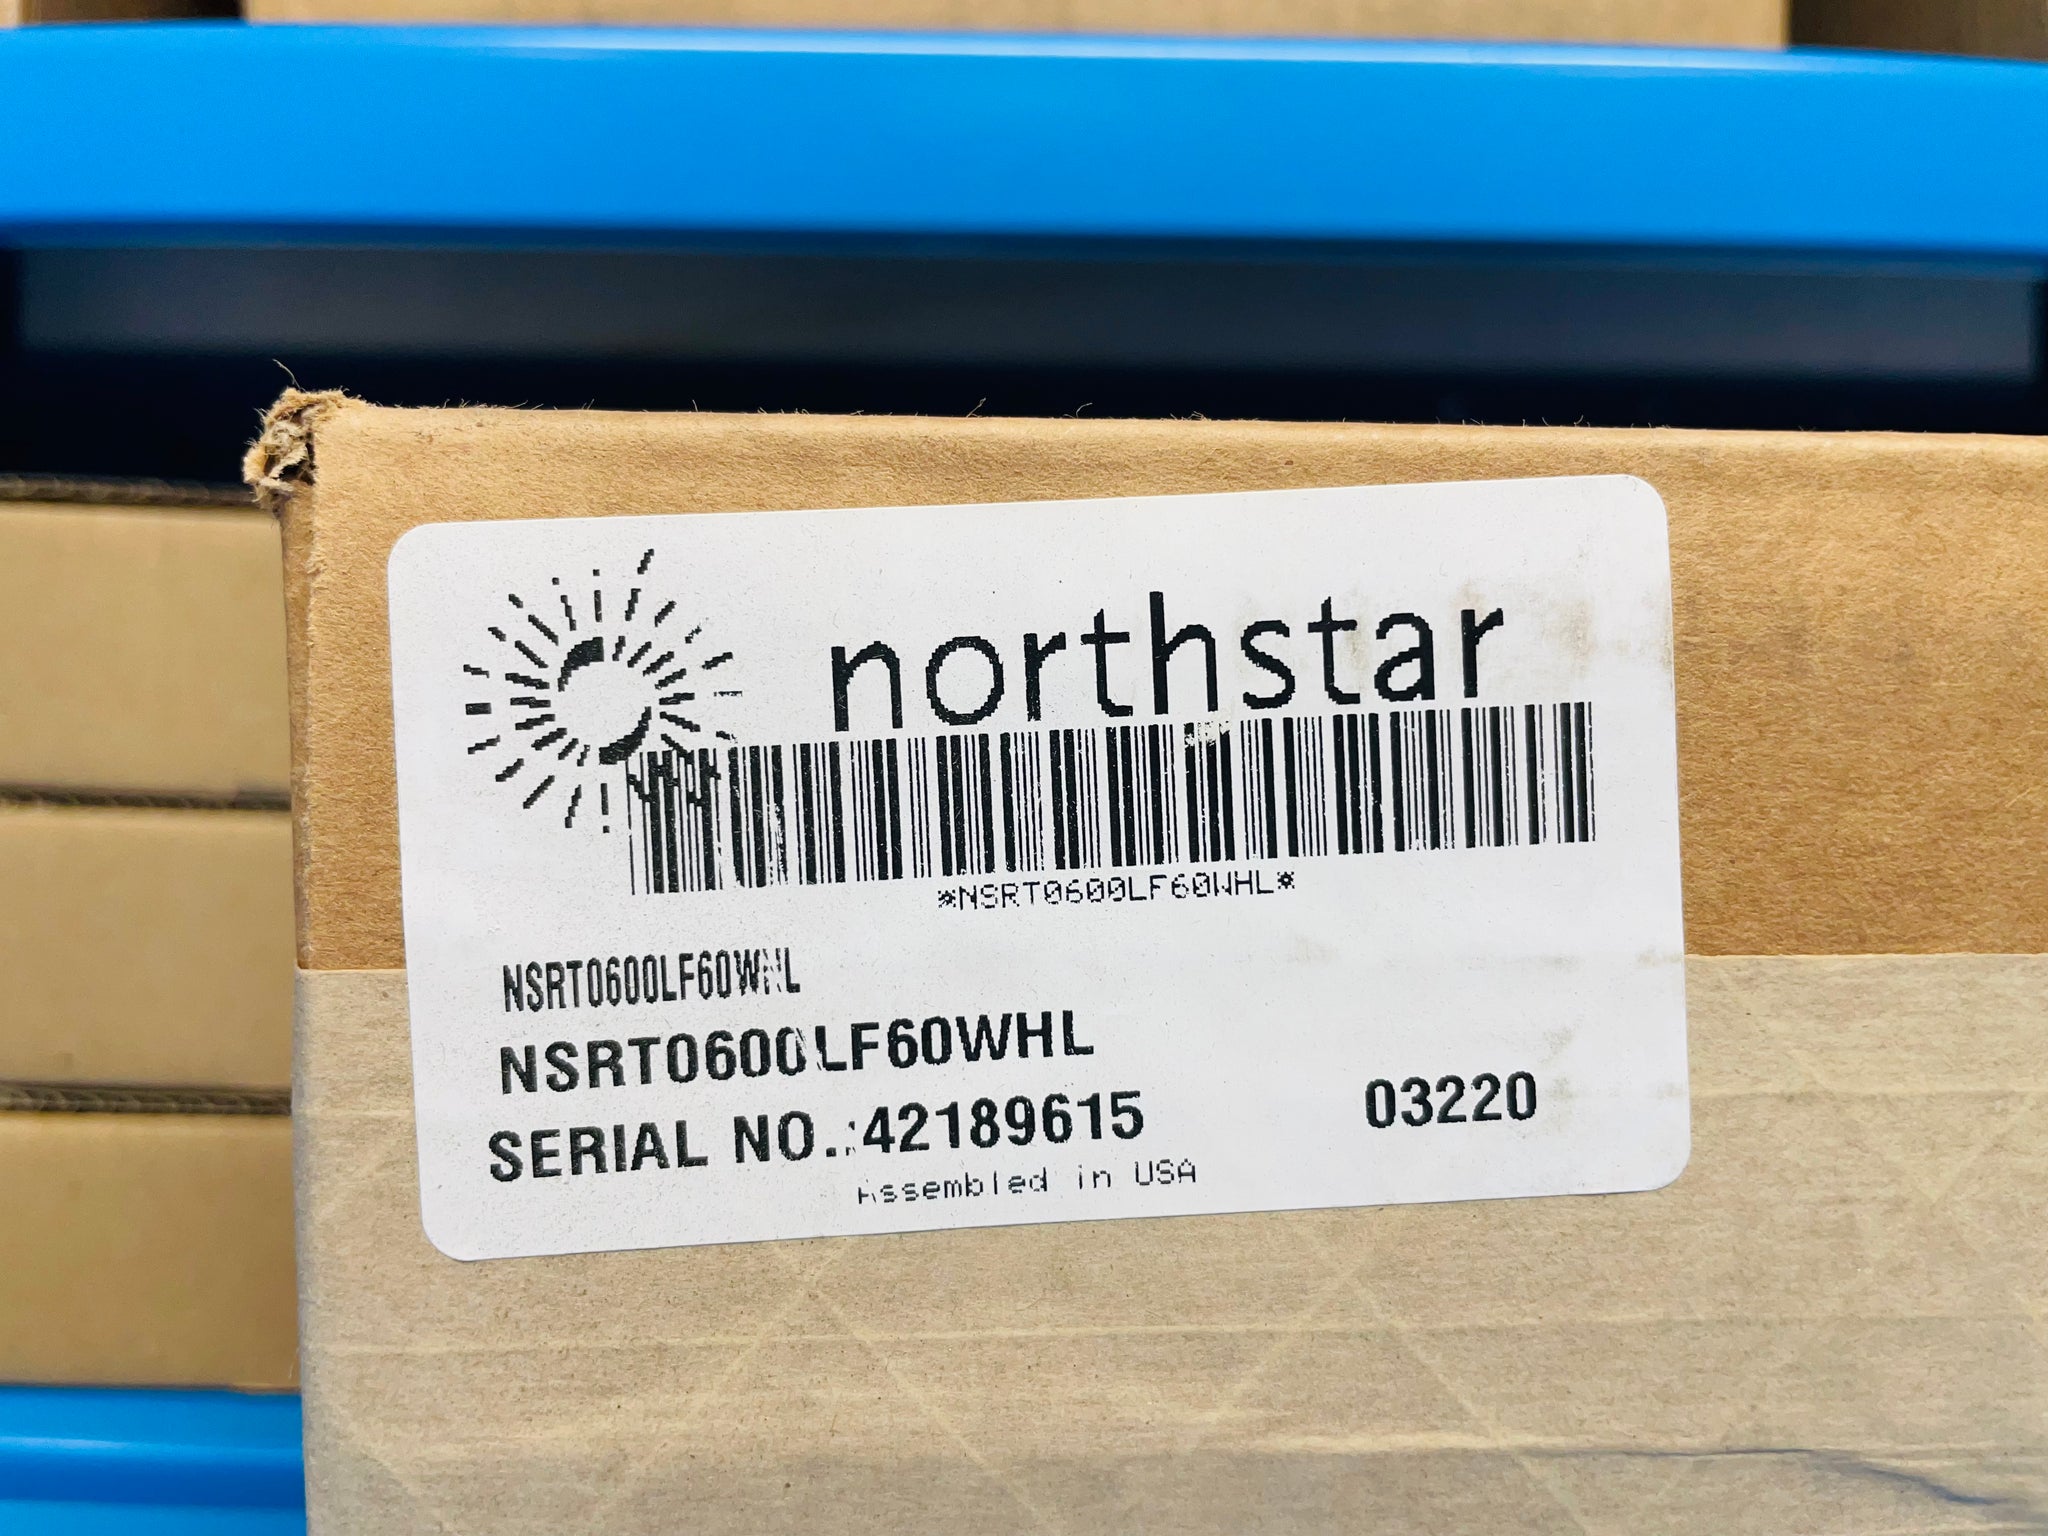 northstar
*NSRT0600LF60WHL*
NSRT0600LF60WHL
NSRT0600LF60WHL
SERIAL NO.:42189615 03220
Assembled in USA